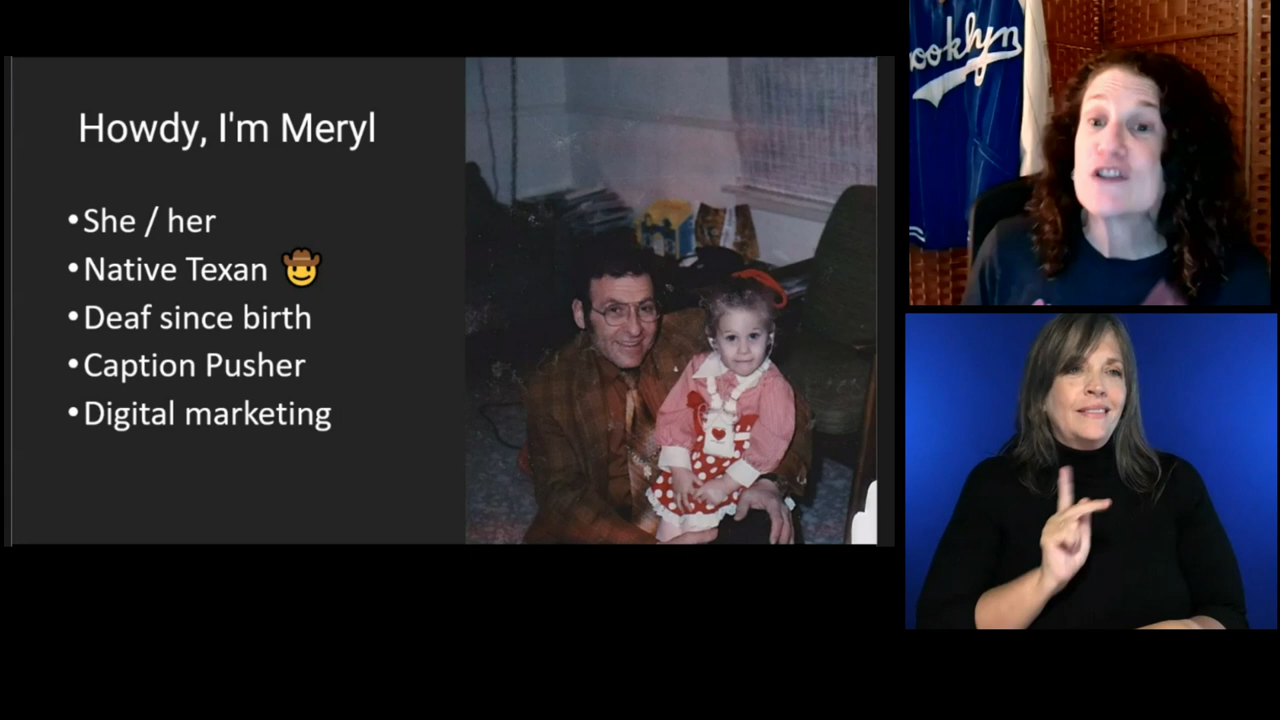 Howdy, I'm Meryl
•She / her
•Native Texan 🤠
•Deaf since birth
•Caption Pusher
•Digital marketing
ooklyn